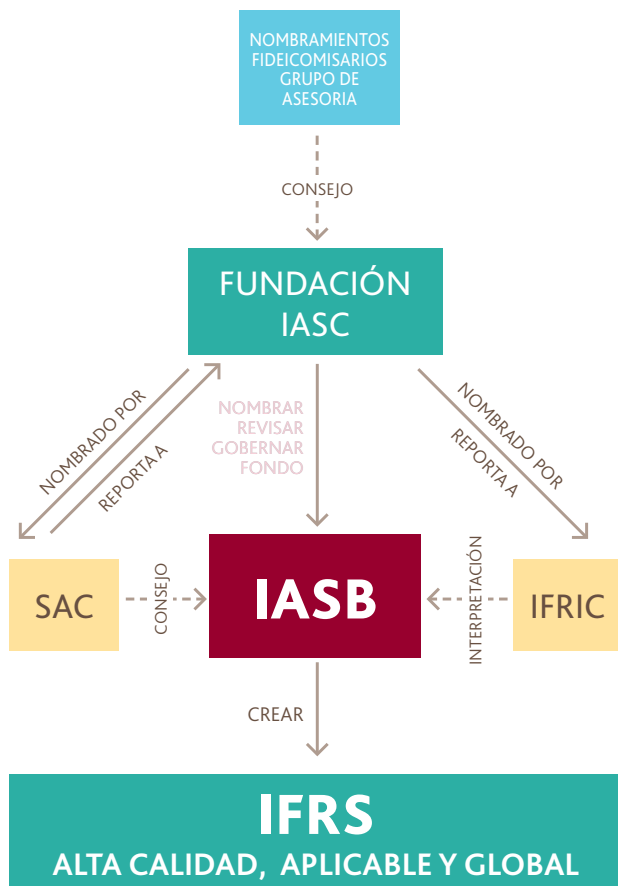 NOMBRAMIENTOS
FIDEICOMISARIOS
GRUPO DE
ASESORIA
CONSEJO
FUNDACIÓN
IASC
NOMBRADO POR
REPORTA A
NOMBRAR
REVISAR
GOBERNAR
FONDO
NOMBRADO POR
REPORTA A
SAC
CONSEJO
IASB
INTERPRETACIÓN
IFRIC
CREAR
IFRS
ALTA CALIDAD, APLICABLE Y GLOBAL